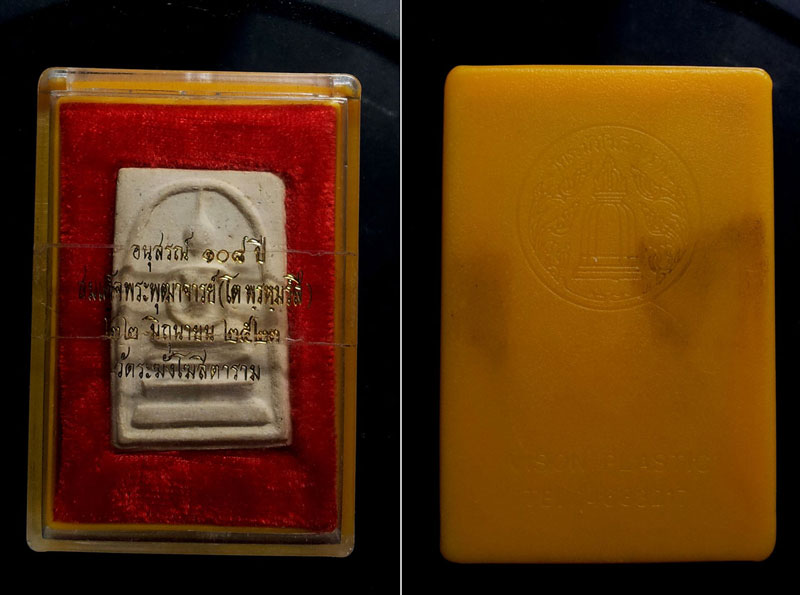 อนุสรณ์ ๑๐๘ ปี
สมเด็จพระพุฒาจารย์(โต พฺรหฺมรํสี)
๒๒ มิถุนายน ๒๕๒๓
วัดระฆังโฆสิตาราม
PLASTIC
TEL.